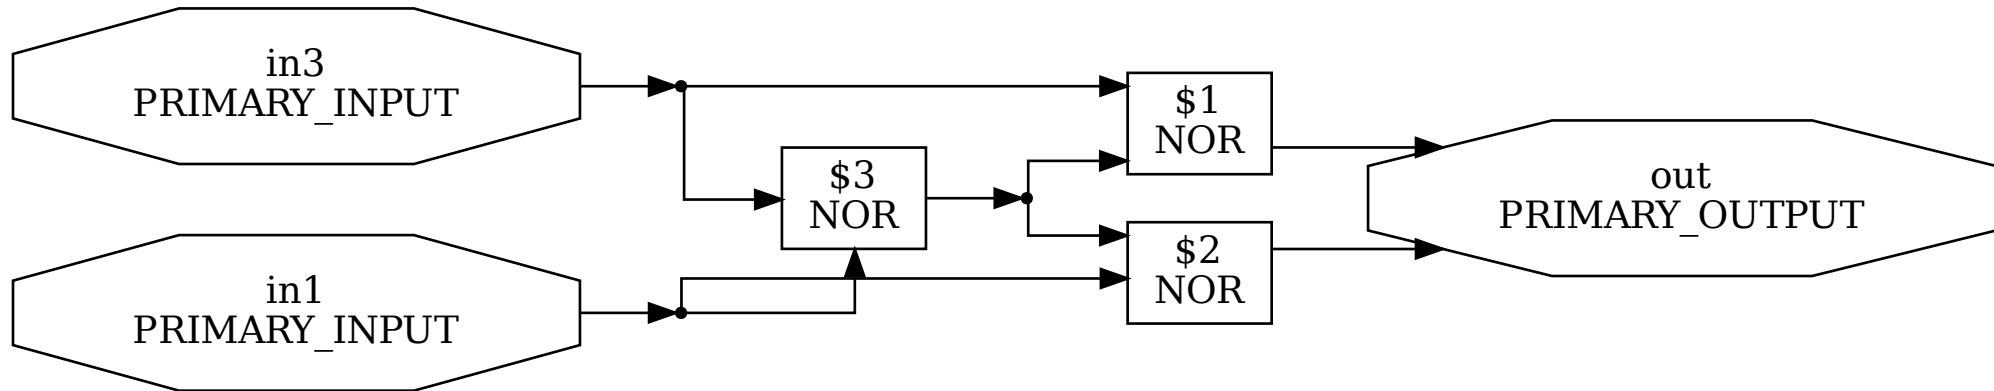 in3
PRIMARY_INPUT
$1
NOR
$3
NOR
out
PRIMARY_OUTPUT
$2
NOR
in1
PRIMARY_INPUT